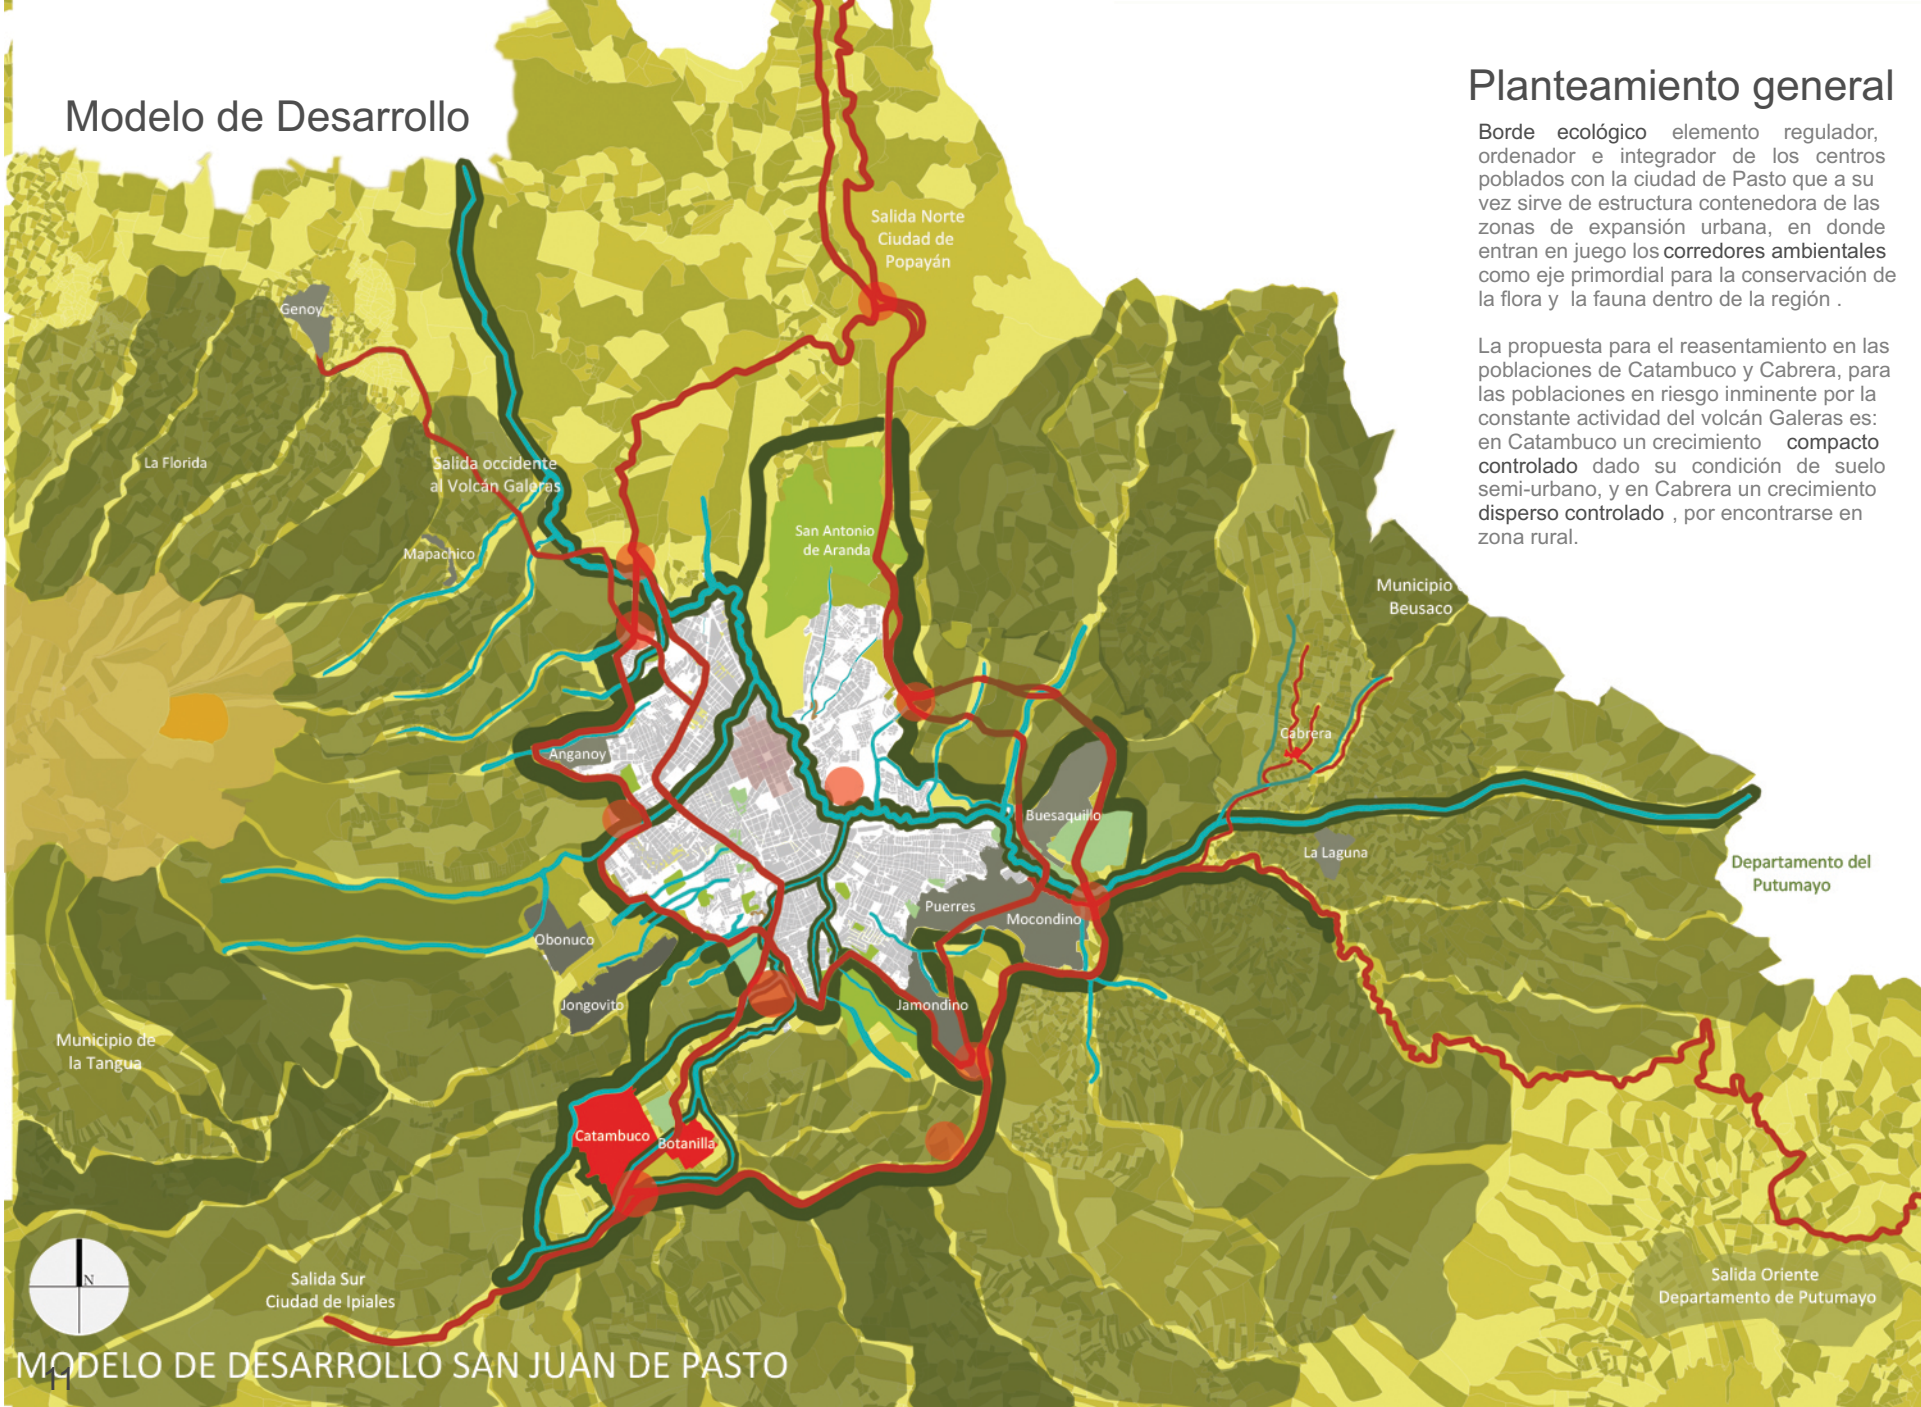 Modelo de Desarrollo
Planteamiento general
Borde ecológico elemento regulador,
ordenador e integrador de los centros
poblados con la ciudad de Pasto que a su
vez sirve de estructura contenedora de las
zonas de expansión urbana, en donde
entran en juego los corredores ambientales
como eje primordial para la conservación de
la flora y la fauna dentro de la región .
La propuesta para el reasentamiento en las
poblaciones de Catambuco y Cabrera, para
las poblaciones en riesgo inminente por la
constante actividad del volcán Galeras es:
en Catambuco un crecimiento compacto
controlado dado su condición de suelo
semi-urbano, y en Cabrera un crecimiento
disperso controlado , por encontrarse en
zona rural.
Salida Norte
Ciudad de
Popayán
Genoy
La Florida
Salida occidente
al Volcán Galeras
Mapachico
San Antonio
de Aranda
Municipio
Beusaco
Cabrera
Anganoy
Buesaquillo
La Laguna
Departamento del
Putumayo
Puerres
Mocondino
Obonuco
Jongovito
Jamondino
Municipio de
la Tangua
Catambuco
Botanilla
N
Salida Sur
Ciudad de Ipiales
Salida Oriente
Departamento de Putumayo
MODELO DE DESARROLLO SAN JUAN DE PASTO
11